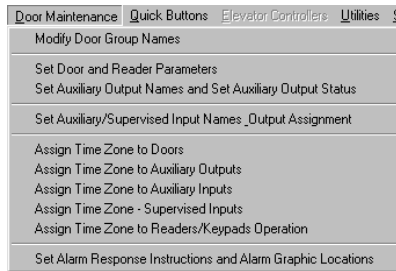 Door Maintenance Quick Buttons Elevator Controllers Utilities
Modify Door Group Names
Set Door and Reader Parameters
Set Auxiliary Output Names and Set Auxiliary Output Status
Set Auxiliary/Supervised Input Names _Output Assignment
Assign Time Zone to Doors
Assign Time Zone to Auxiliary Outputs
Assign Time Zone to Auxiliary Inputs
Assign Time Zone - Supervised Inputs
Assign Time Zone to Readers/Keypads Operation
Set Alarm Response Instructions and Alarm Graphic Locations